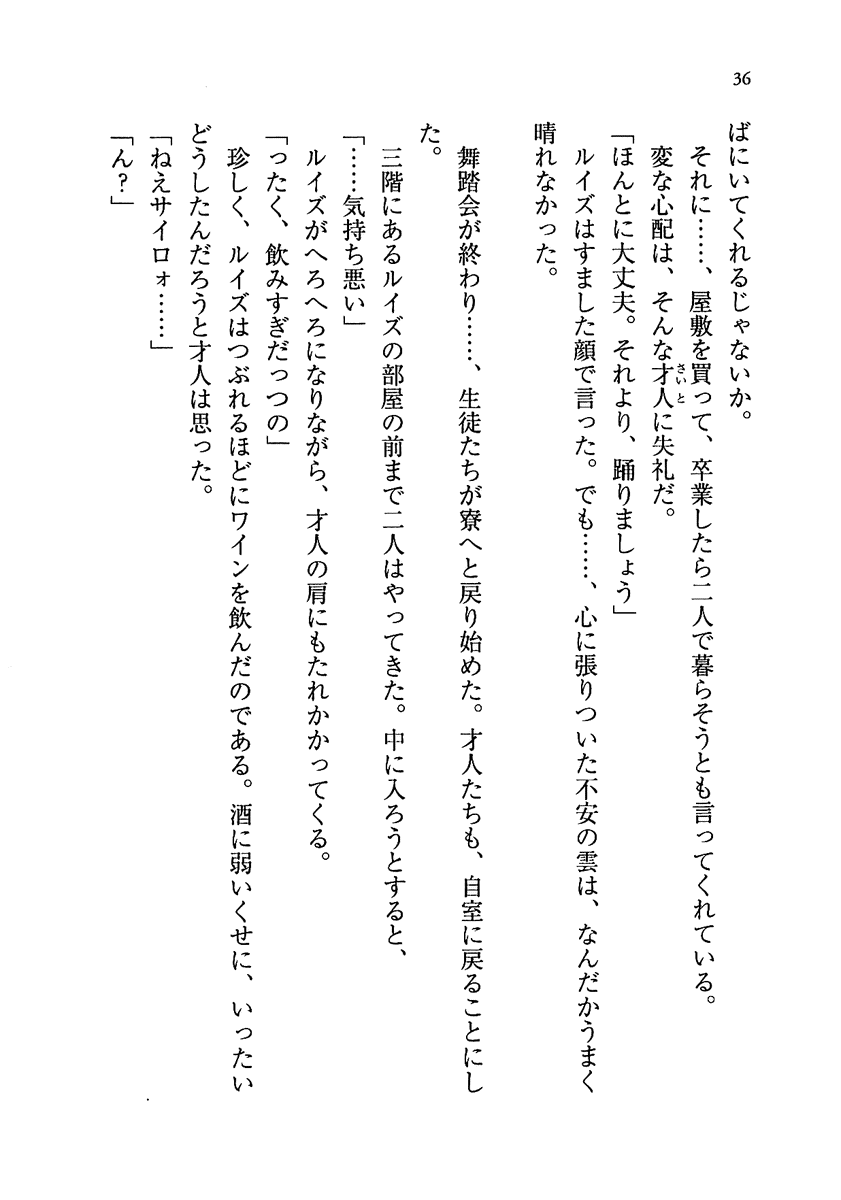 36
ばにいてくれるじゃないか。
それに……、屋敷を買って、卒業したら二人で暮らそうとも言ってくれている。
変な心配は、そんな才人さいとに失礼だ。
「ほんとに大丈夫。それより、踊りましょう」
ルイズはすました顔で言った。でも……、心に張りついた不安の雲は、なんだかうまく
晴れなかった。
舞踏会が終わり……、生徒たちが寮へと戻り始めた。才人たちも、自室に戻ることにし
た。
三階にあるルイズの部屋の前まで二人はやってきた。中に入ろうとすると、
「……気持ち悪い」
ルイズがへろへろになりながら、才人の肩にもたれかかってくる。
「ったく、飲みすぎだっつの」
珍しく、ルイズはつぶれるほどにワインを飲んだのである。酒に弱いくせに、いったい
どうしたんだろうと才人は思った。
「ねえサイロォ……」
「ん？」